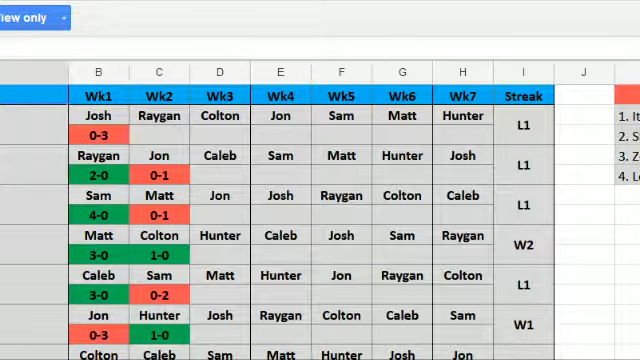 View only
B C D E F G H I J
Wk1 Wk2 Wk3 Wk4 Wk5 Wk6 Wk7 Streak
Josh Raygan Colton Jon Sam Matt Hunter L1 1. It
0-3 2. S
Raygan Jon Caleb Sam Matt Hunter Josh L1 3. Z
2-0 0-1 4. L
Sam Matt Jon Josh Raygan Colton Caleb L1
4-0 0-1
Matt Colton Hunter Caleb Josh Sam Raygan W2
3-0 1-0
Caleb Sam Matt Hunter Jon Raygan Colton L1
3-0 0-2
Jon Hunter Josh Raygan Colton Caleb Sam W1
0-3 1-0
Colton Caleb Sam Matt Hunter Josh Jon